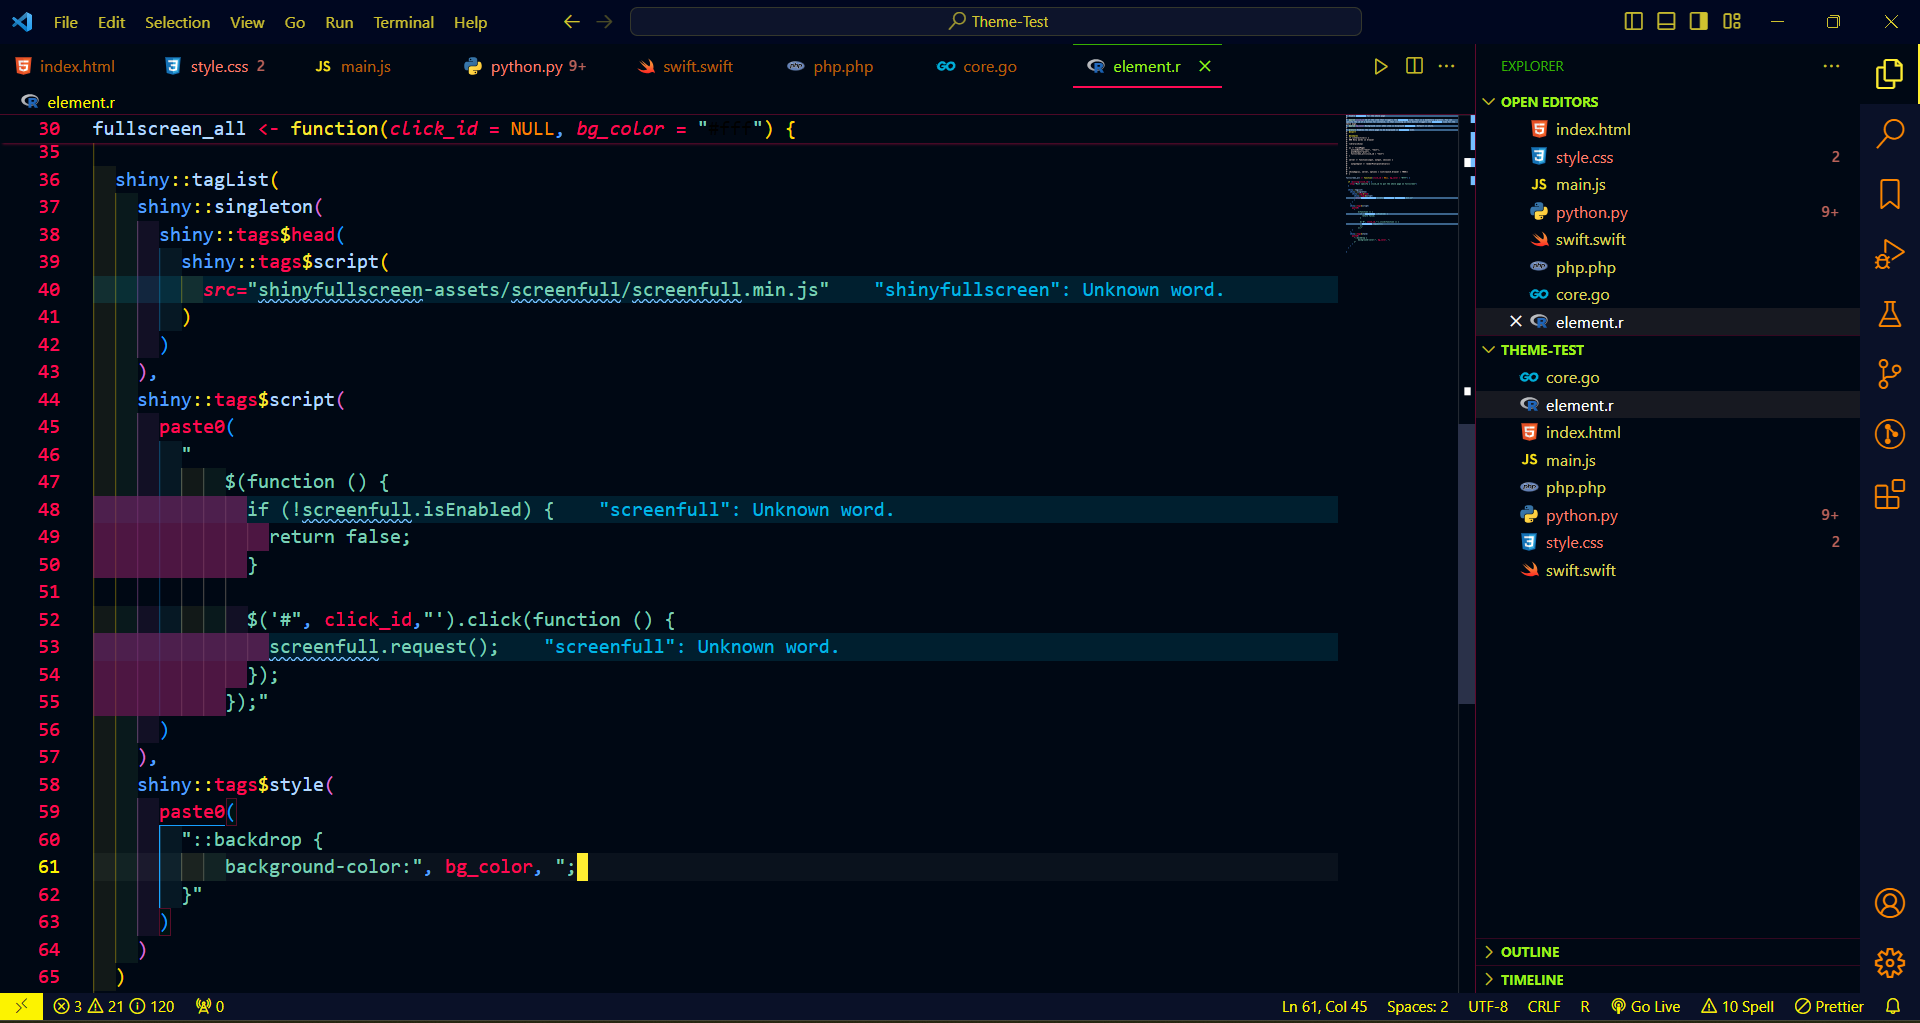 File Edit Selection View Go Run Terminal Help
Theme-Test
index.html
style.css 2
JS main.js
python.py 9+
swift.swift
php.php
core.go
element.r
element.r
30 fullscreen_all <- function(click_id = NULL, bg_color = "#fff") {
35
36 shiny::tagList(
37 shiny::singleton(
38 shiny::tags$head(
39 shiny::tags$script(
40 src="shinyfullscreen-assets/screenfull/screenfull.min.js" "shinyfullscreen": Unknown word.
41 )
42 )
43 ),
44 shiny::tags$script(
45 paste0(
46 "
47 $(function () {
48 if (!screenfull.isEnabled) { "screenfull": Unknown word.
49 return false;
50 }
51
52 $('#", click_id,"').click(function () {
53 screenfull.request(); "screenfull": Unknown word.
54 });
55 });"
56 )
57 ),
58 shiny::tags$style(
59 paste0(
60 "::backdrop {
61 background-color:", bg_color, ";
62 }"
63 )
64 )
65 )
EXPLORER
OPEN EDITORS
index.html
style.css 2
JS main.js
python.py 9+
swift.swift
php.php
core.go
element.r
THEME-TEST
core.go
element.r
index.html
JS main.js
php.php
python.py 9+
style.css 2
swift.swift
OUTLINE
TIMELINE
3 21 120 0
Ln 61, Col 45 Spaces: 2 UTF-8 CRLF R Go Live 10 Spell Prettier